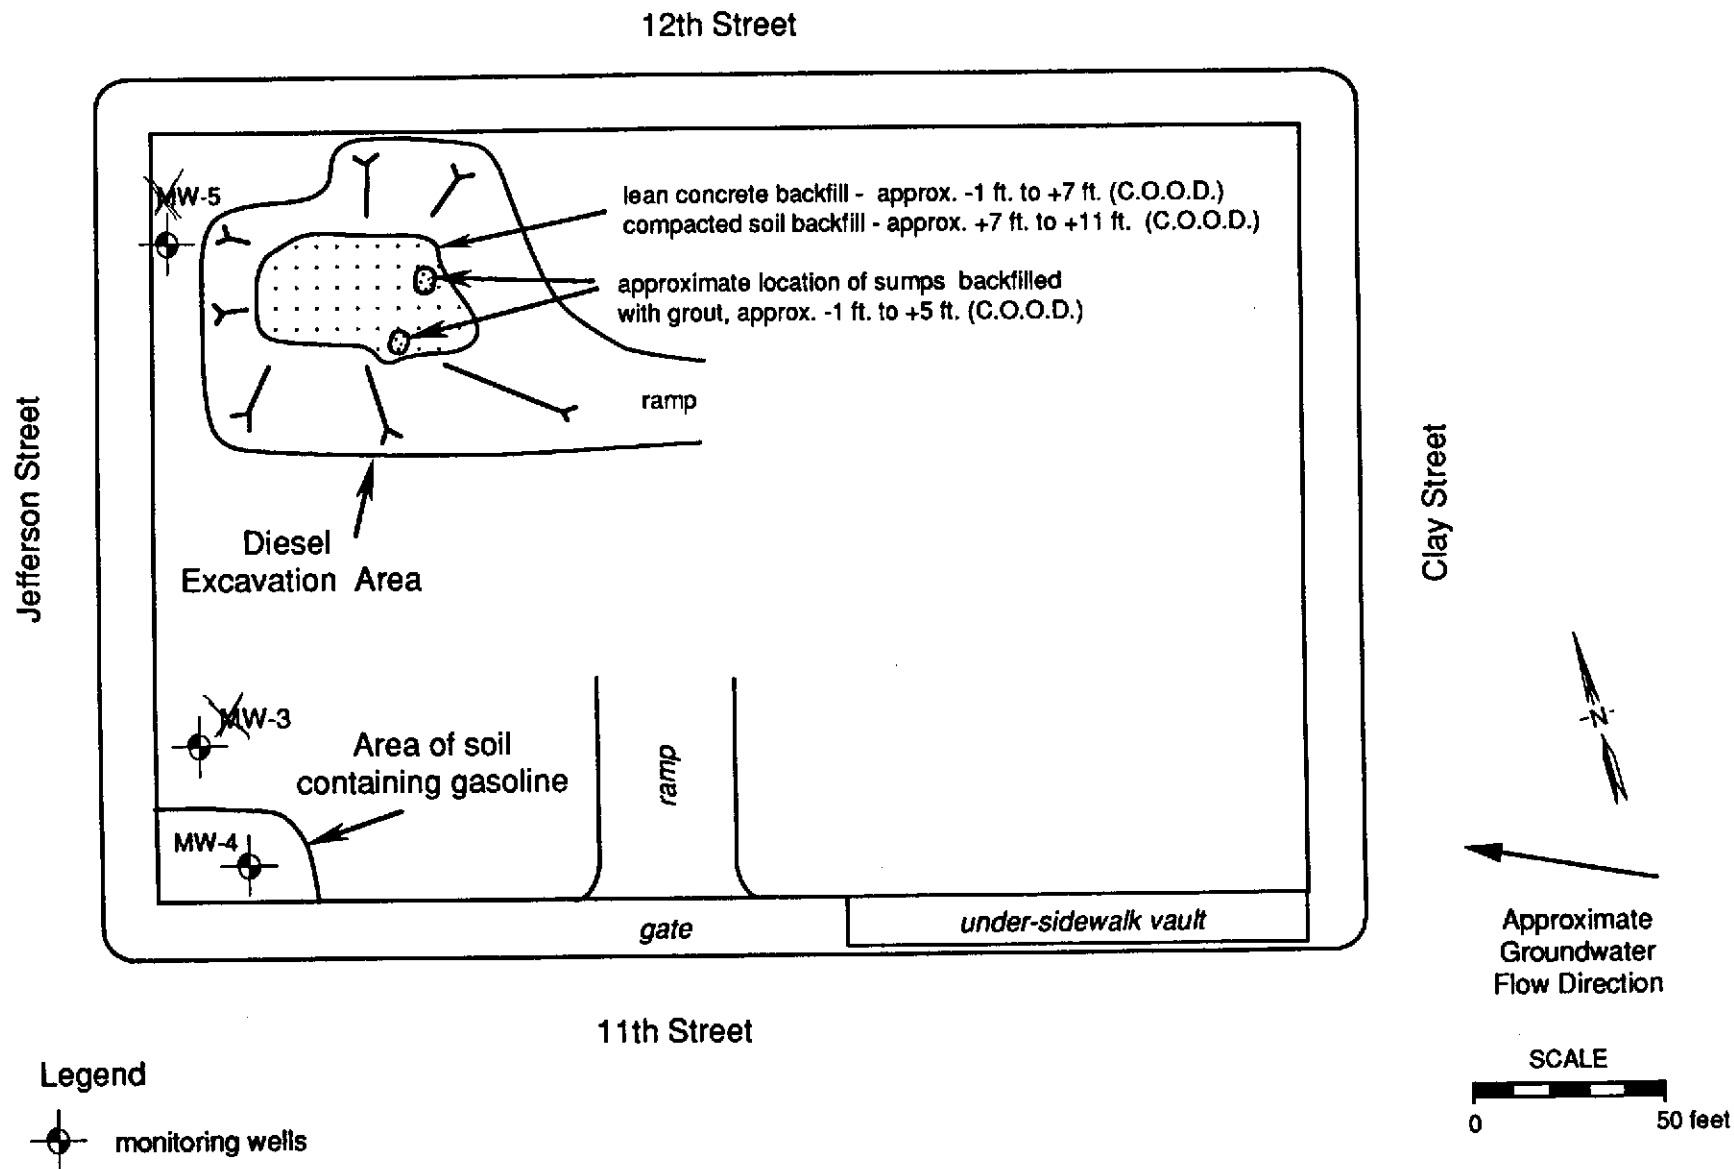 12th Street
MW-5
lean concrete backfill - approx. -1 ft. to +7 ft. (C.O.O.D.)
compacted soil backfill - approx. +7 ft. to +11 ft. (C.O.O.D.)
approximate location of sumps backfilled
with grout, approx. -1 ft. to +5 ft. (C.O.O.D.)
ramp
Jefferson Street
Clay Street
Diesel
Excavation Area
MW-3
Area of soil
containing gasoline
ramp
MW-4
N
gate
under-sidewalk vault
Approximate
Groundwater
Flow Direction
11th Street
SCALE
0 50 feet
Legend
monitoring wells